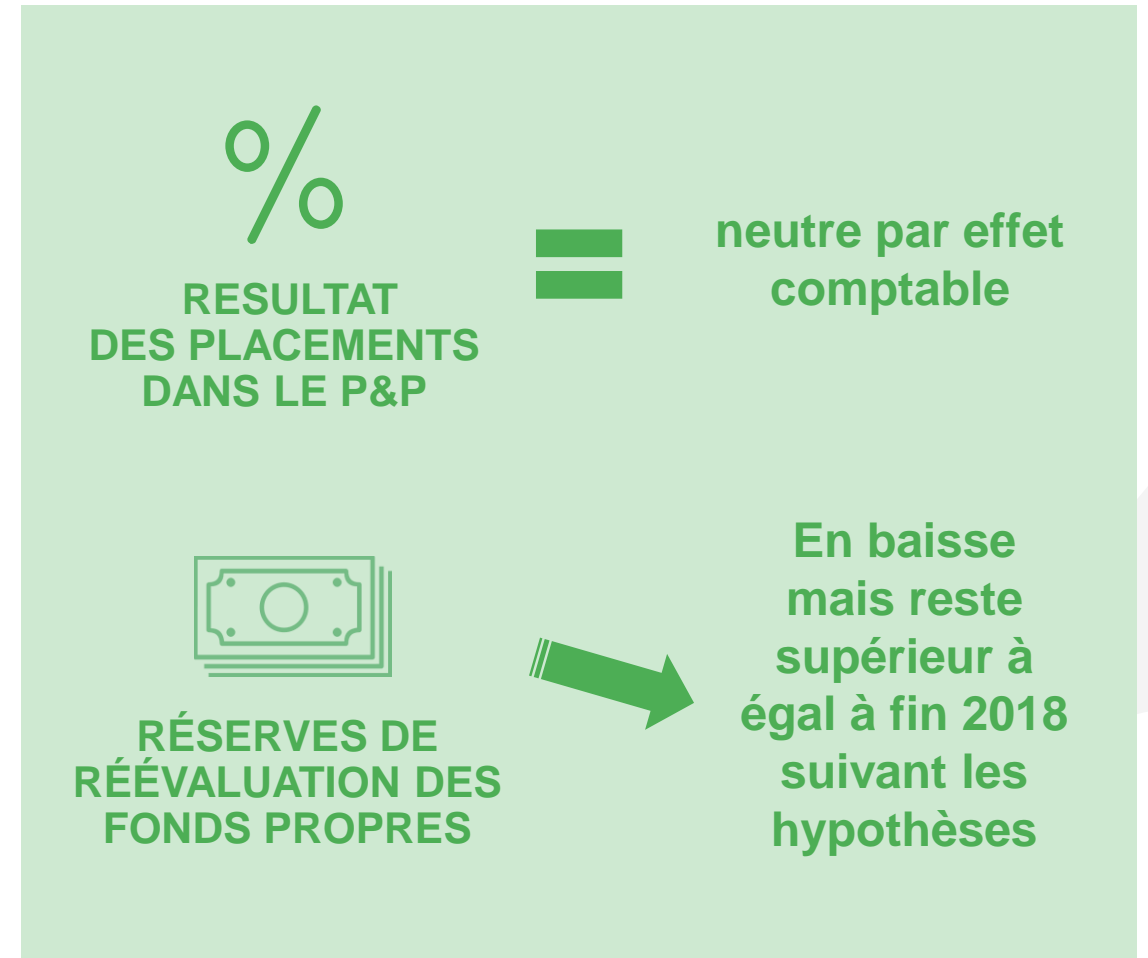 %
RESULTAT
DES PLACEMENTS
DANS LE P&P
=
neutre par effet
comptable
RÉSERVES DE
RÉÉVALUATION DES
FONDS PROPRES
En baisse
mais reste
supérieur à
égal à fin 2018
suivant les
hypothèses